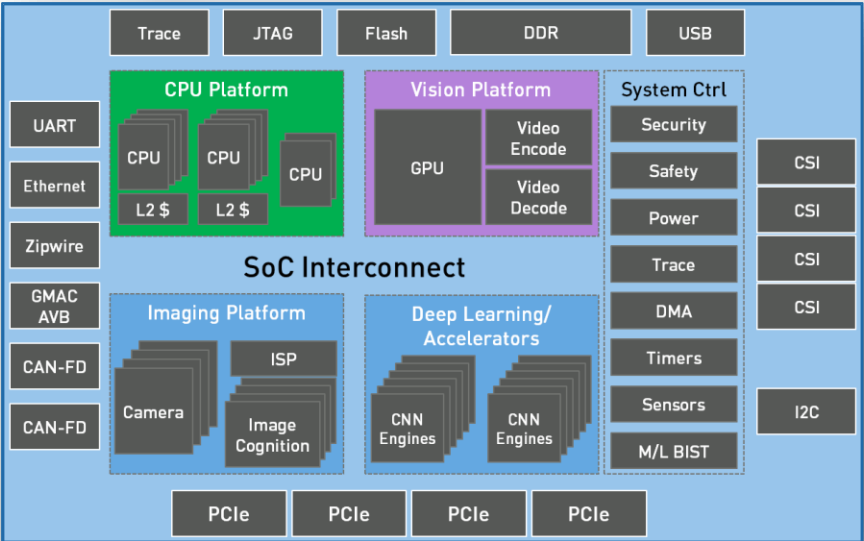 Trace
JTAG
Flash
DDR
USB
UART
Ethernet
Zipwire
GMAC
AVB
CAN-FD
CAN-FD
CPU Platform
CPU
CPU
CPU
L2 $
L2 $
Vision Platform
GPU
Video
Encode
Video
Decode
SoC Interconnect
Imaging Platform
Camera
ISP
Image
Cognition
Deep Learning/
Accelerators
CNN
Engines
CNN
Engines
System Ctrl
Security
Safety
Power
Trace
DMA
Timers
Sensors
M/L BIST
CSI
CSI
CSI
CSI
I2C
PCIe
PCIe
PCIe
PCIe